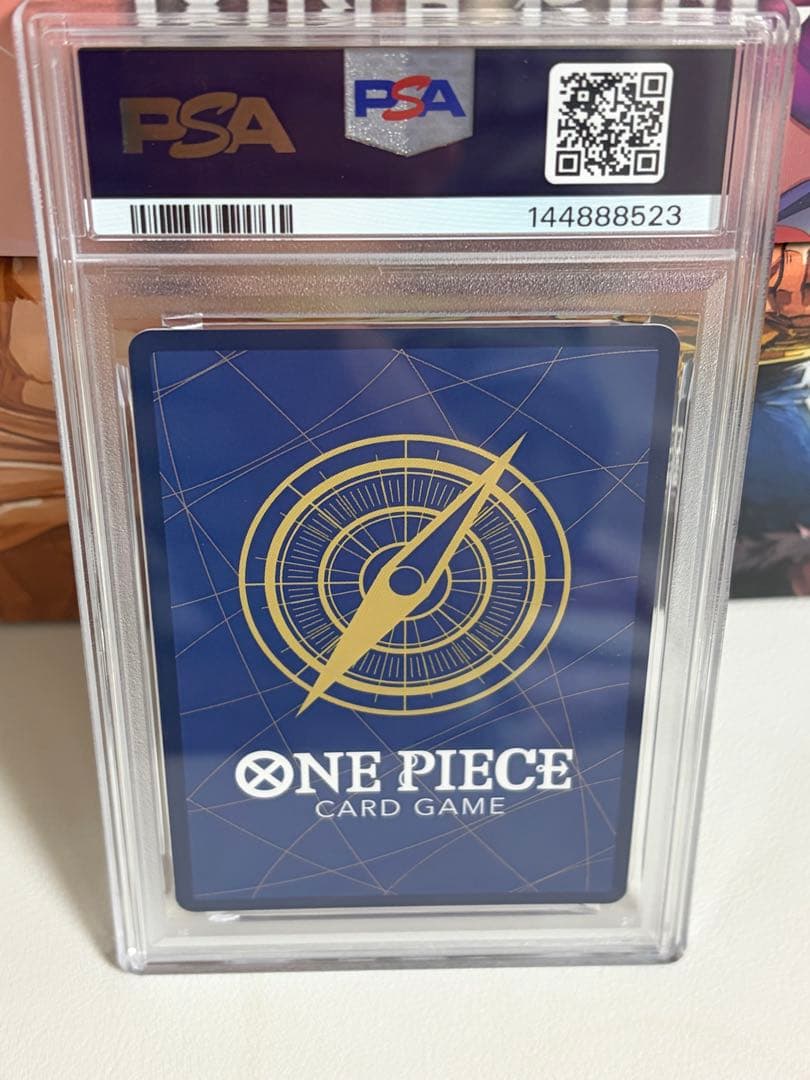 PSA
PSA
144888523
ONE PIECE
CARD GAME